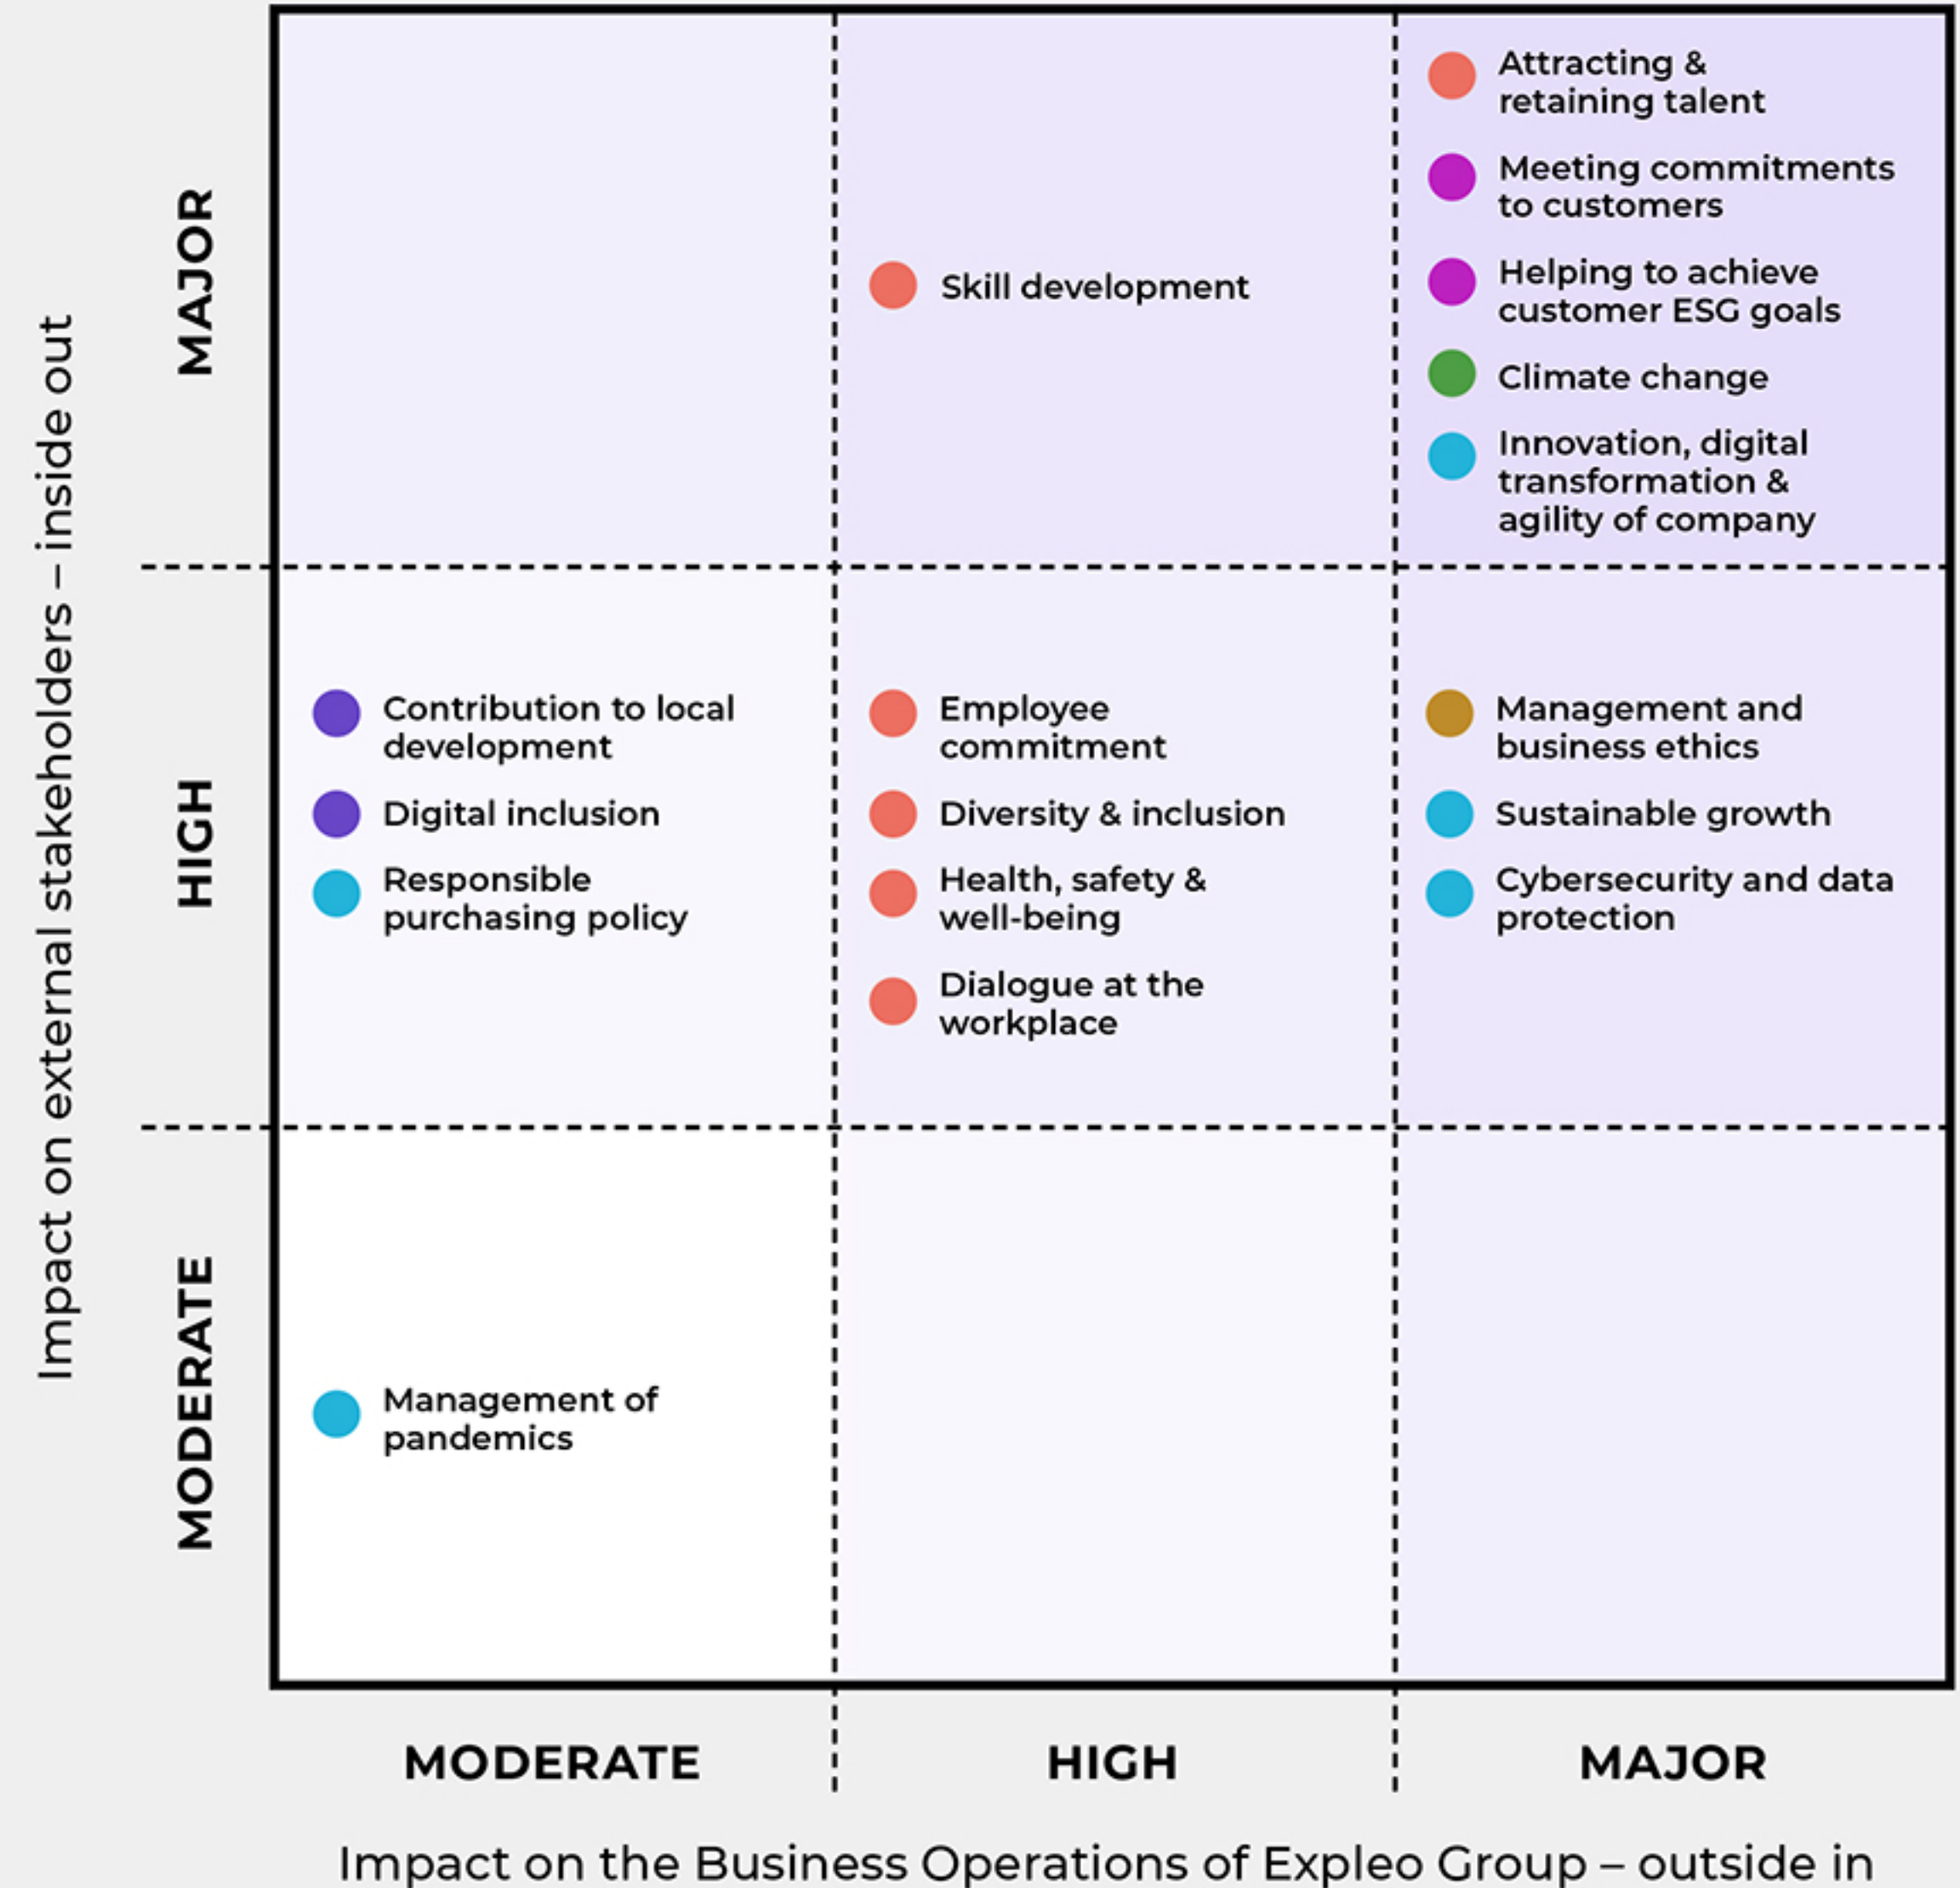 Impact on external stakeholders – inside out
MAJOR
Skill development
Attracting &
retaining talent
Meeting commitments
to customers
Helping to achieve
customer ESG goals
Climate change
Innovation, digital
transformation &
agility of company
HIGH
Contribution to local
development
Digital inclusion
Responsible
purchasing policy
Employee
commitment
Diversity & inclusion
Health, safety &
well-being
Dialogue at the
workplace
Management and
business ethics
Sustainable growth
Cybersecurity and data
protection
MODERATE
Management of
pandemics
MODERATE
HIGH
MAJOR
Impact on the Business Operations of Expleo Group – outside in